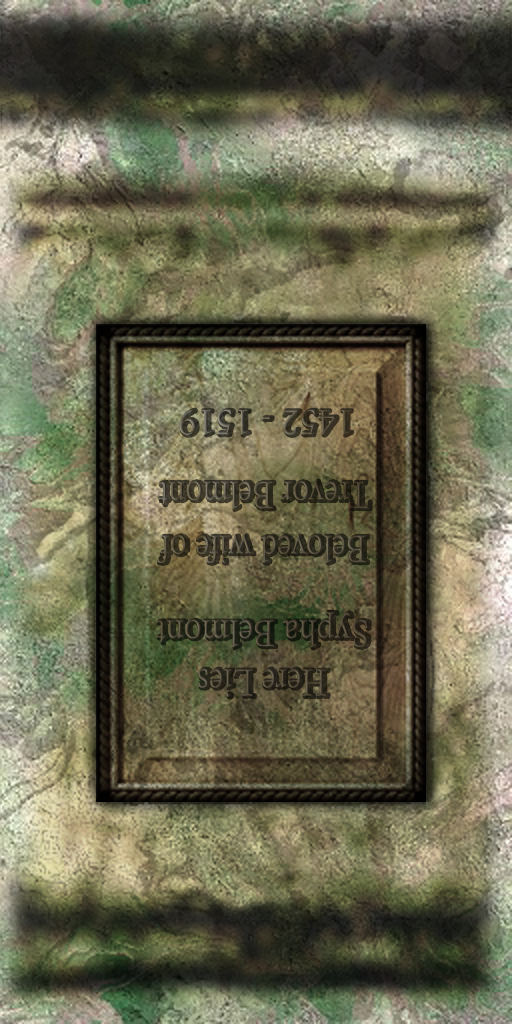 Here Lies
Sypha Belmont
Beloved wife of
Trevor Belmont
1452 - 1519